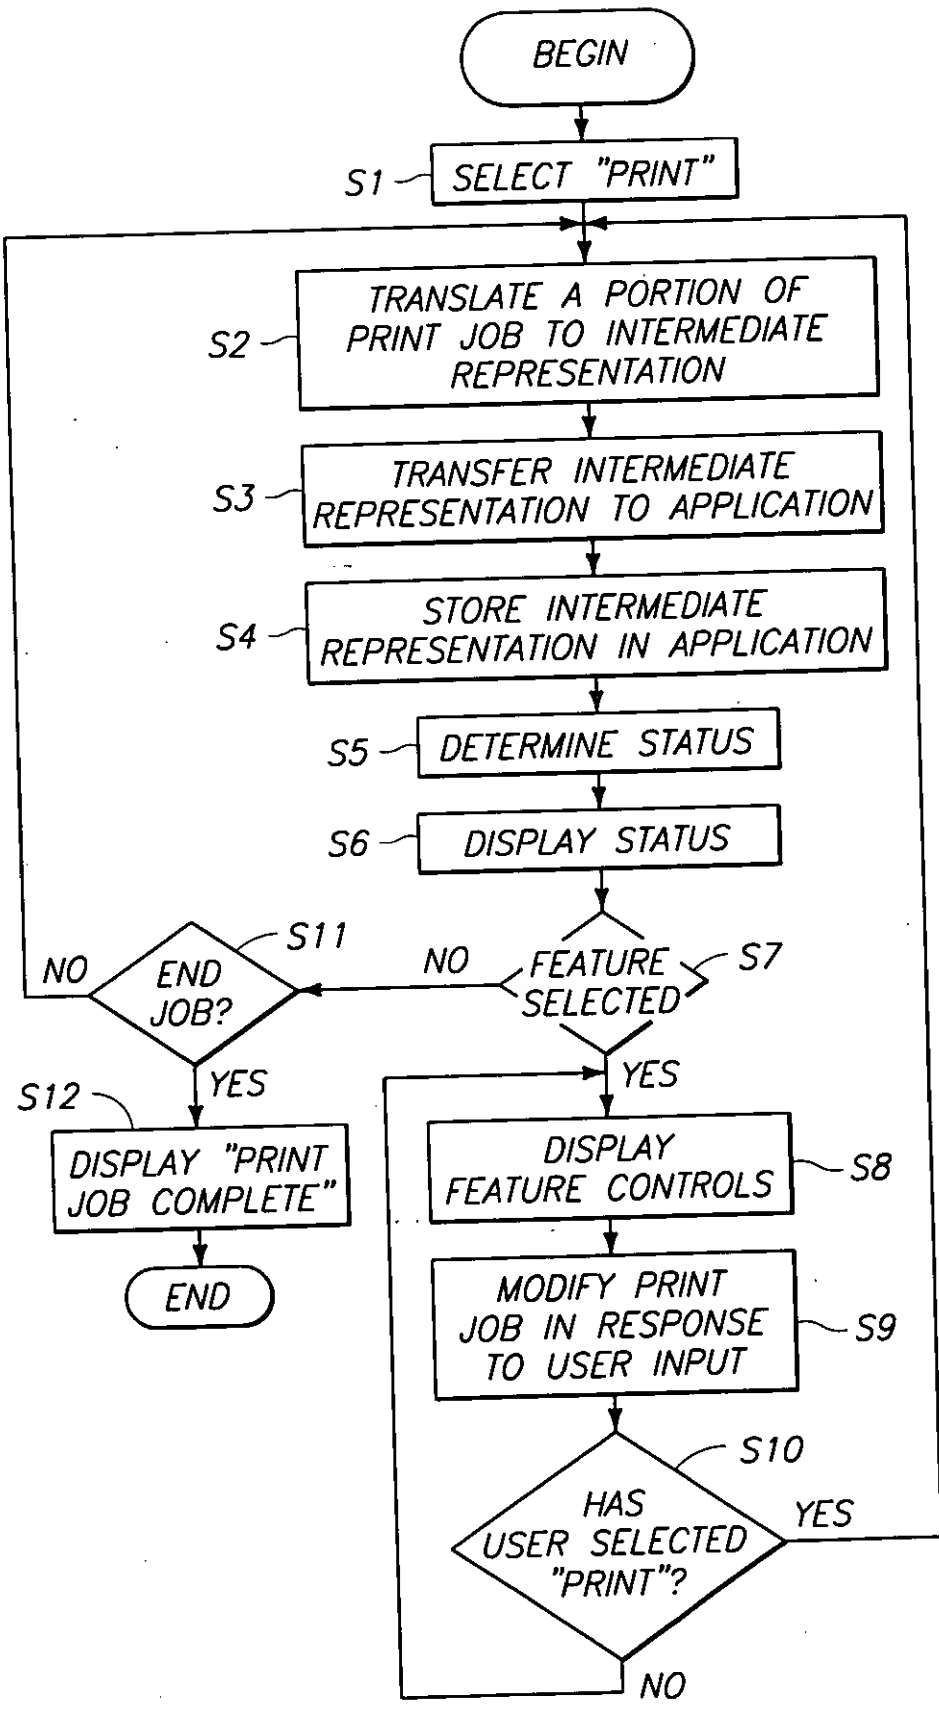 BEGIN
S1
SELECT "PRINT"
S2
TRANSLATE A PORTION OF
PRINT JOB TO INTERMEDIATE
REPRESENTATION
S3
TRANSFER INTERMEDIATE
REPRESENTATION TO APPLICATION
S4
STORE INTERMEDIATE
REPRESENTATION IN APPLICATION
S5
DETERMINE STATUS
S6
DISPLAY STATUS
S7
FEATURE
SELECTED
NO
YES
S11
END
JOB?
NO
YES
S12
DISPLAY "PRINT
JOB COMPLETE"
END
S8
DISPLAY
FEATURE CONTROLS
S9
MODIFY PRINT
JOB IN RESPONSE
TO USER INPUT
S10
HAS
USER SELECTED
"PRINT"?
YES
NO